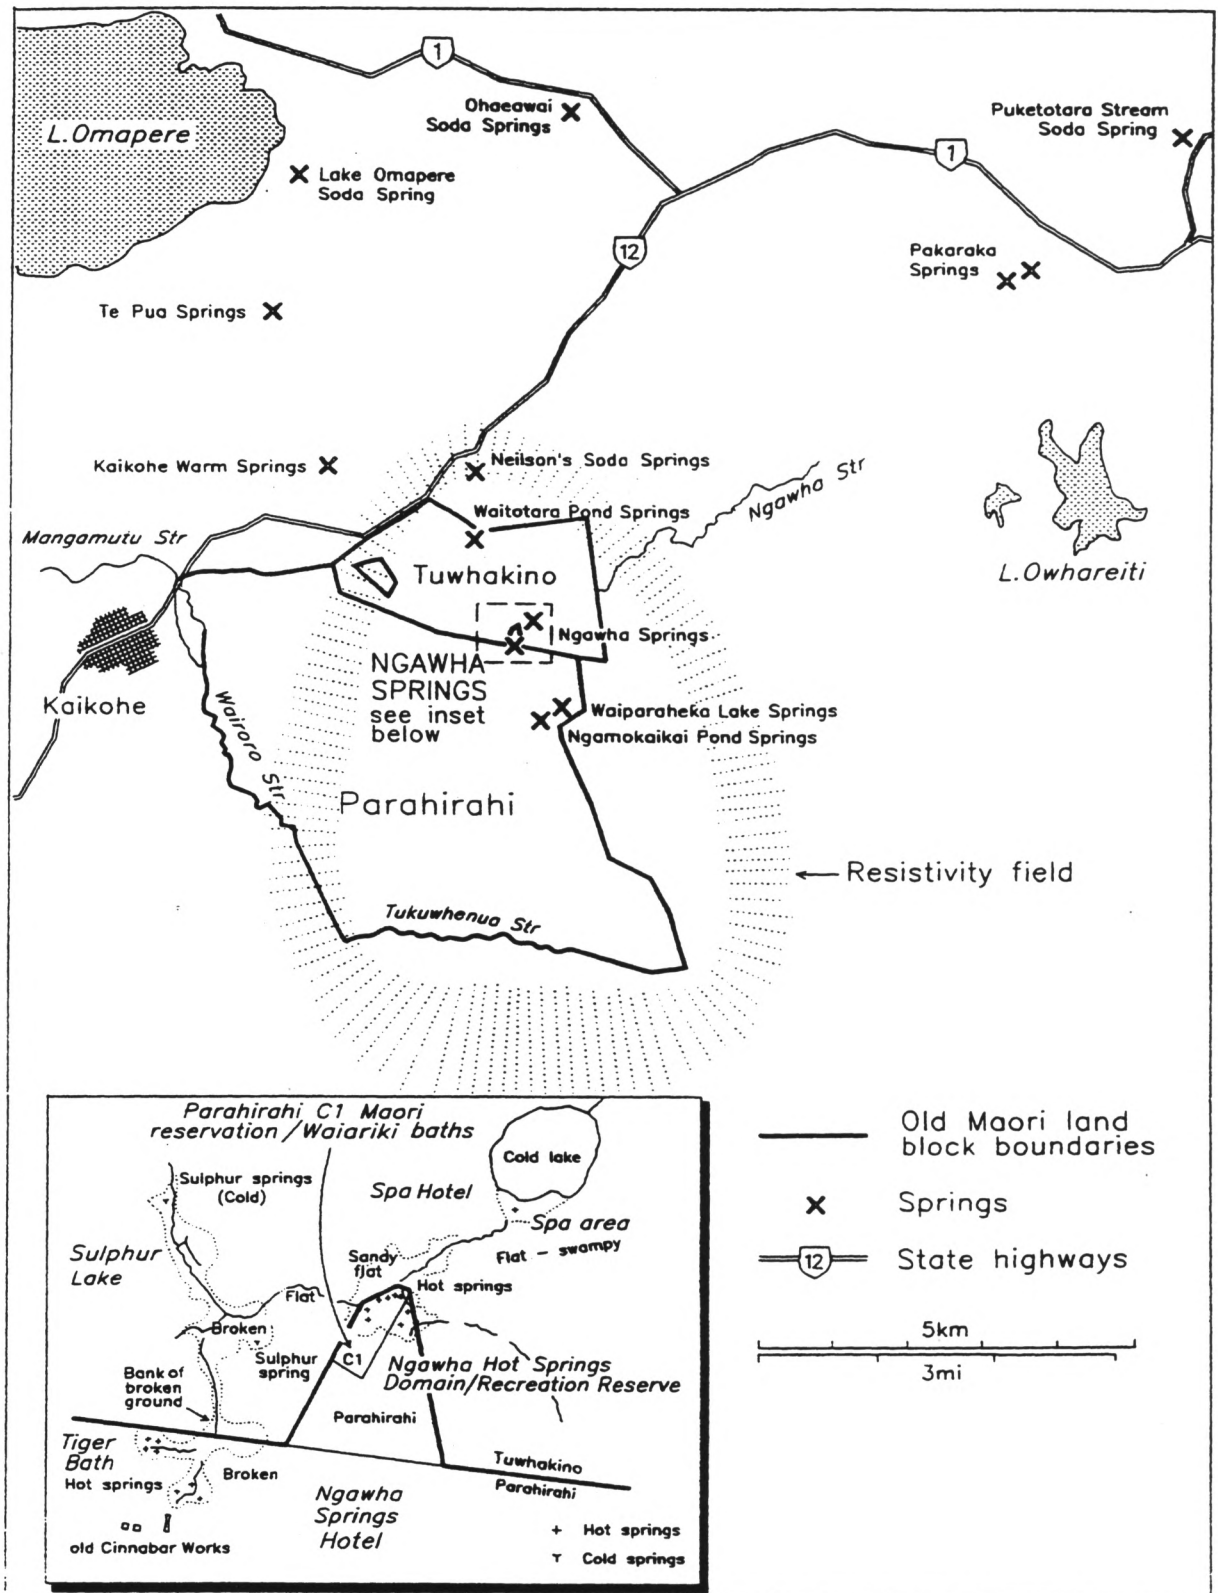 1
Ohaeawai
Soda Springs
Puketotara Stream
Soda Spring
L.Omapere
1
Lake Omapere
Soda Spring
12
Pakaraka
Springs
Te Pua Springs
Kaikohe Warm Springs
Neilson's Soda Springs
Ngawha Str
Waitotara Pond Springs
Mangamutu Str
Tuwhakino
L.Owhareiti
Ngawha Springs
NGAWHA
SPRINGS
see inset
below
Kaikohe
Wairoro Str
Waiparaheka Lake Springs
Ngamokaikai Pond Springs
Parahirahi
Resistivity field
Tukuwhenua Str
Parahirahi C1 Maori
reservation/Waiariki baths
Cold lake
Sulphur springs
(Cold)
Spa Hotel
Spa area
Flat - swampy
Sulphur
Lake
Sandy
flat
Hot springs
Flat
Broken
Sulphur
spring
C1
Ngawha Hot Springs
Domain/Recreation Reserve
Bank of
broken
ground
Parahirahi
Tiger
Bath
Hot springs
Broken
Tuwhakino
Parahirahi
Ngawha
Springs
Hotel
old Cinnabar Works
+ Hot springs
Y Cold springs
Old Maori land
block boundaries
Springs
12
State highways
5km
3mi